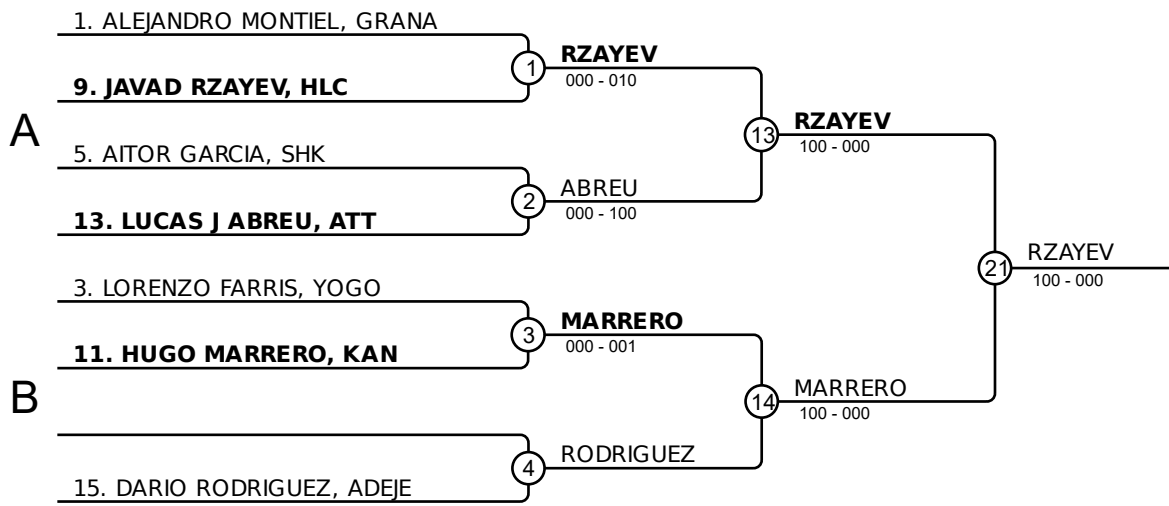 1. ALEJANDRO MONTIEL, GRANA
RZAYEV
1
000 - 010
9. JAVAD RZAYEV, HLC
A
RZAYEV
13
100 - 000
5. AITOR GARCIA, SHK
ABREU
2
000 - 100
13. LUCAS J ABREU, ATT
RZAYEV
21
100 - 000
3. LORENZO FARRIS, YOGO
MARRERO
3
000 - 001
11. HUGO MARRERO, KAN
B
MARRERO
14
100 - 000
RODRIGUEZ
4
15. DARIO RODRIGUEZ, ADEJE